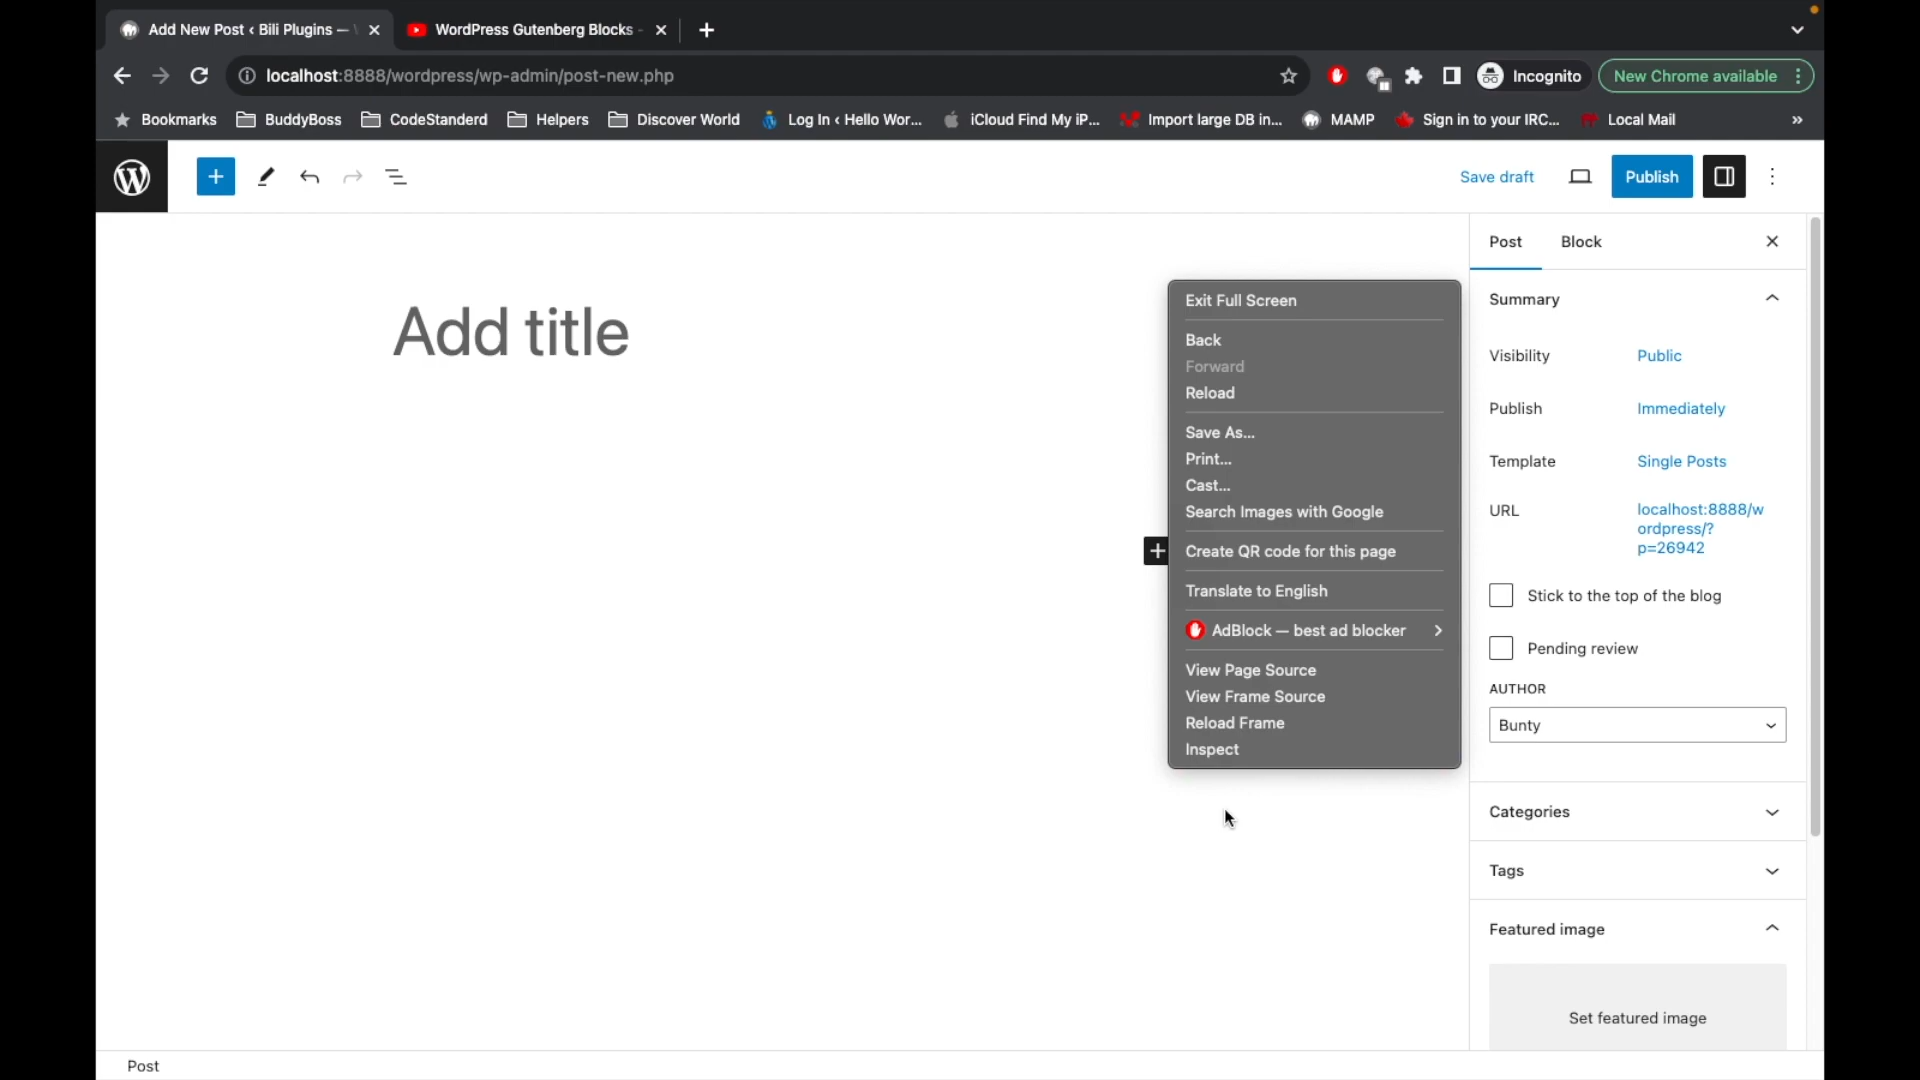 Add New Post ‹ Bili Plugins —
WordPress Gutenberg Blocks -
localhost:8888/wordpress/wp-admin/post-new.php
Incognito
New Chrome available
Bookmarks
BuddyBoss
CodeStanderd
Helpers
Discover World
Log In ‹ Hello Wor...
iCloud Find My iP...
Import large DB in...
MAMP
Sign in to your IRC...
Local Mail
»
Save draft
Publish
Post
Block
Add title
Exit Full Screen
Back
Forward
Reload
Save As...
Print...
Cast...
Search Images with Google
Create QR code for this page
Translate to English
AdBlock — best ad blocker
View Page Source
View Frame Source
Reload Frame
Inspect
Summary
Visibility
Public
Publish
Immediately
Template
Single Posts
URL
localhost:8888/w
ordpress/?
p=26942
Stick to the top of the blog
Pending review
AUTHOR
Bunty
Categories
Tags
Featured image
Set featured image
Post